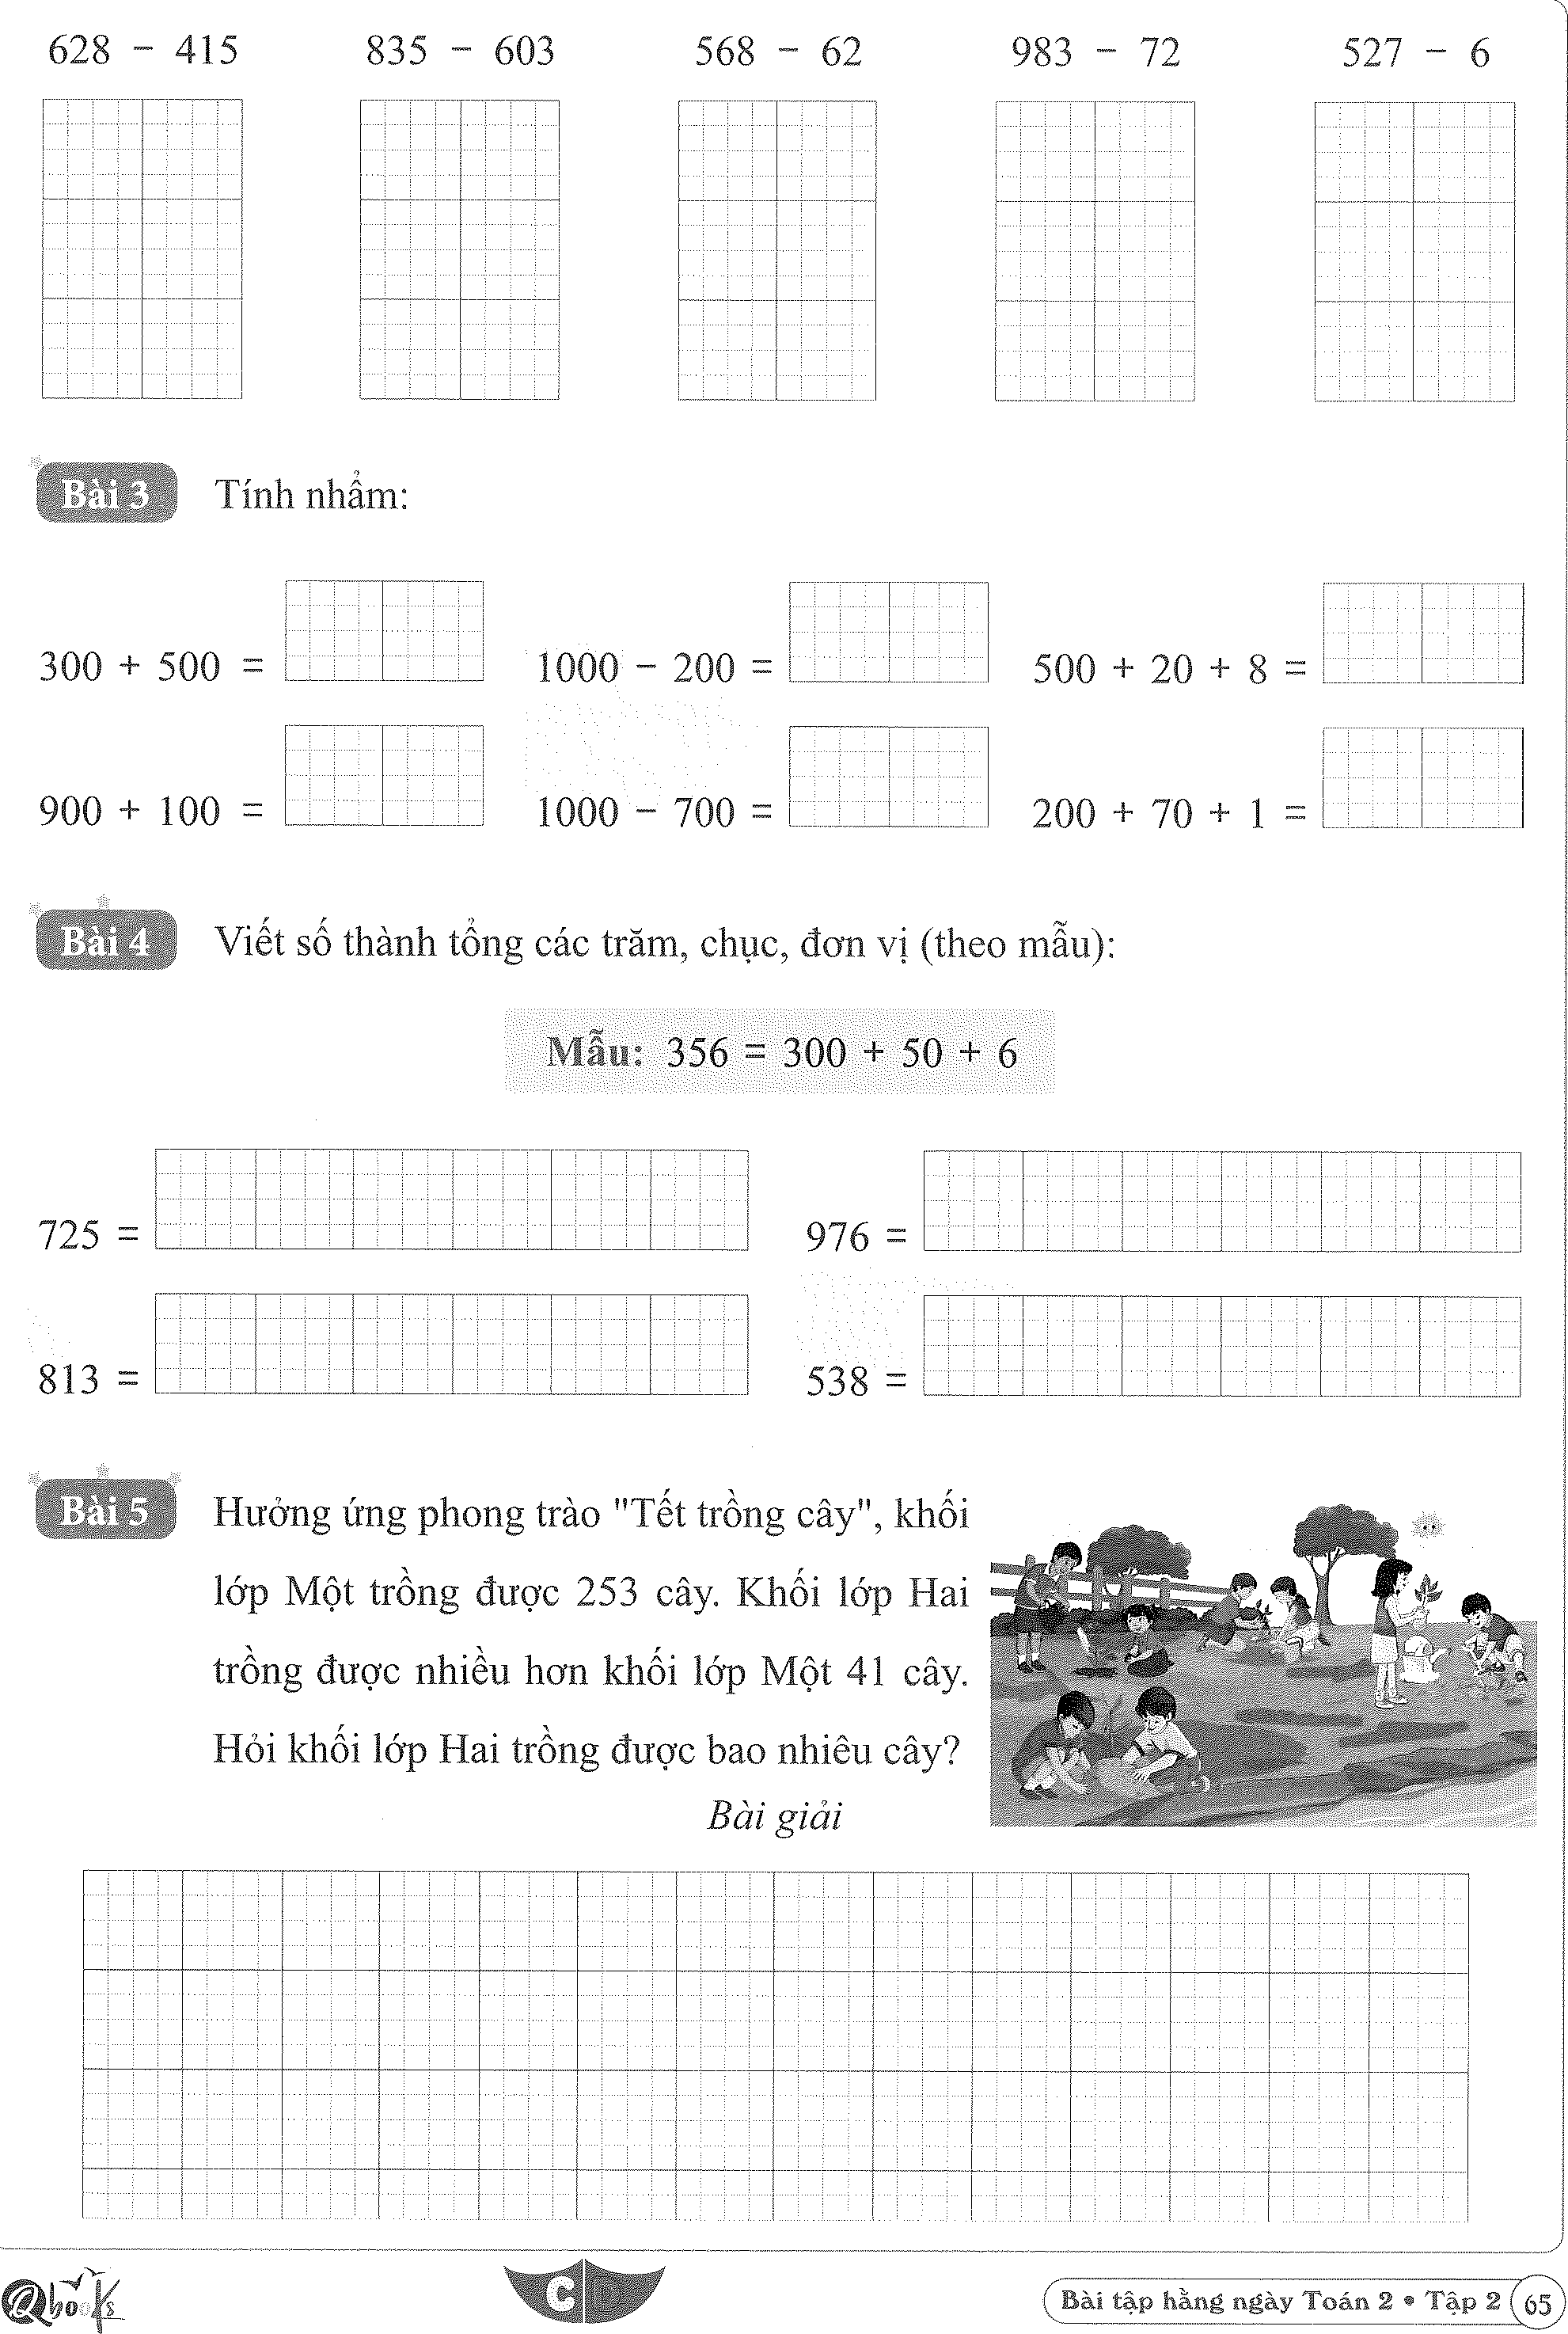 628 − 415 835 − 603 568 − 62 983 − 72 527 − 6
Bài 3 Tính nhẩm:
300 + 500 = 1000 − 200 = 500 + 20 + 8 =
900 + 100 = 1000 − 700 = 200 + 70 + 1 =
Bài 4 Viết số thành tổng các trăm, chục, đơn vị (theo mẫu):
Mẫu: 356 = 300 + 50 + 6
725 = 976 =
813 = 538 =
Bài 5 Hưởng ứng phong trào "Tết trồng cây", khối
lớp Một trồng được 253 cây. Khối lớp Hai
trồng được nhiều hơn khối lớp Một 41 cây.
Hỏi khối lớp Hai trồng được bao nhiêu cây?
Bài giải
Qbooks CD Bài tập hằng ngày Toán 2 • Tập 2 65